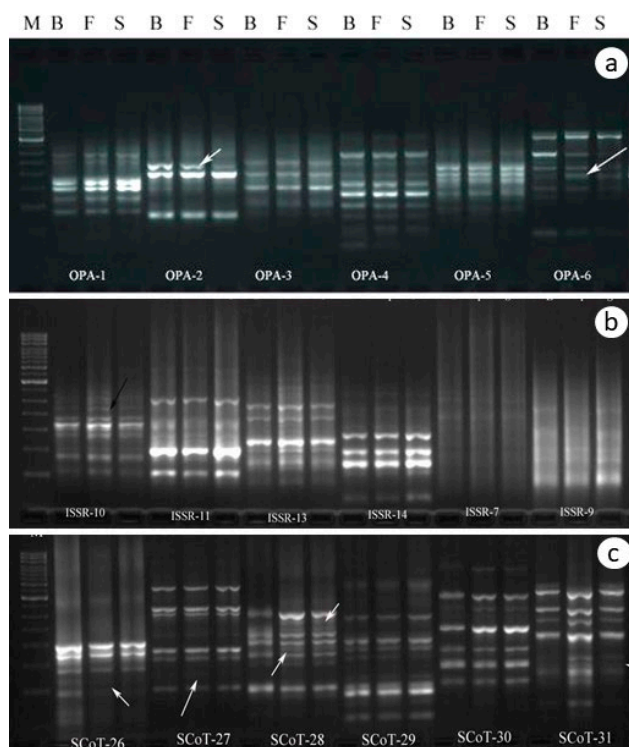 M B F S B F S B F S B F S B F S B F S
a
OPA-1 OPA-2 OPA-3 OPA-4 OPA-5 OPA-6
b
ISSR-10 ISSR-11 ISSR-13 ISSR-14 ISSR-7 ISSR-9
c
SCoT-26 SCoT-27 SCoT-28 SCoT-29 SCoT-30 SCoT-31